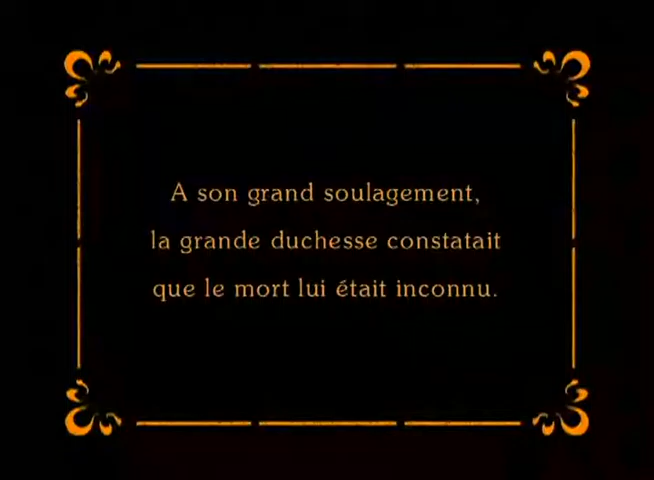 A son grand soulagement,
la grande duchesse constatait
que le mort lui était inconnu.